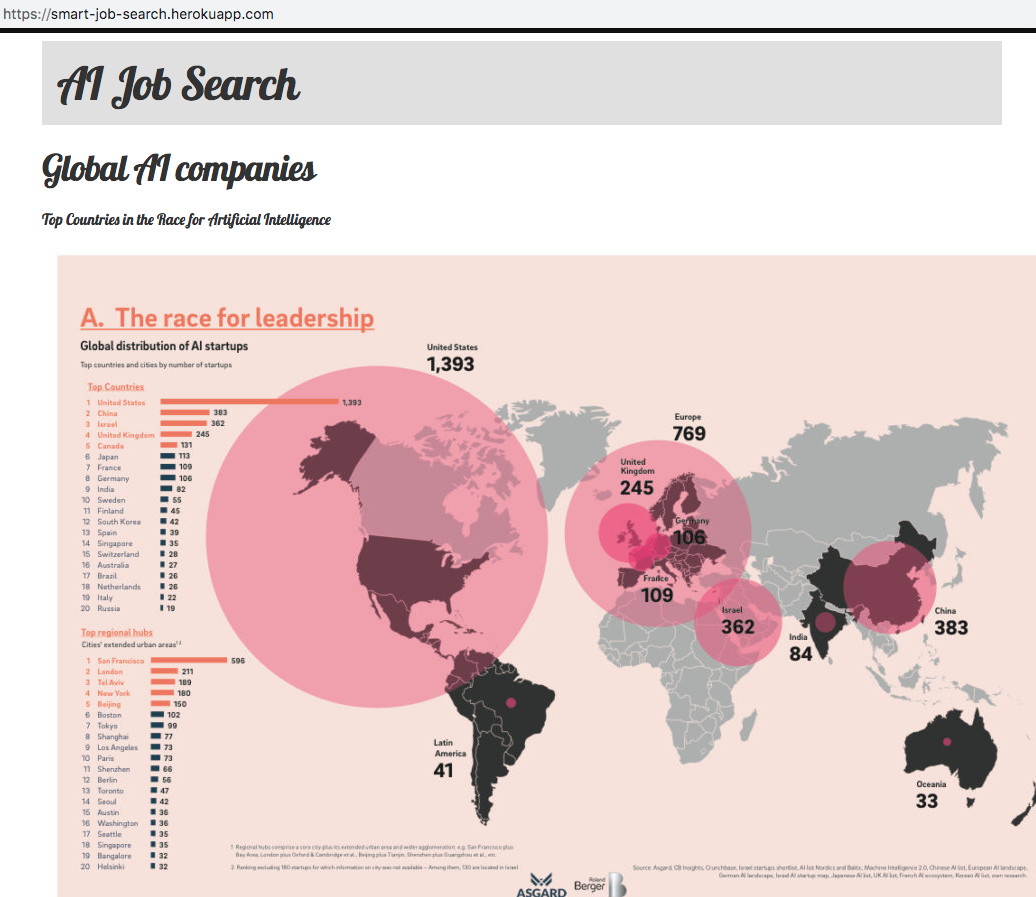 https://smart-job-search.herokuapp.com
AI Job Search
Global AI companies
Top Countries in the Race for Artificial Intelligence
A. The race for leadership
Global distribution of AI startups
Top countries and cities by number of startups
Top Countries
1 United States 1,393
2 China 383
3 Israel 362
4 United Kingdom 245
5 Canada 131
6 Japan 113
7 France 109
8 Germany 106
9 India 82
10 Sweden 55
11 Finland 45
12 South Korea 42
13 Spain 39
14 Singapore 35
15 Switzerland 28
16 Australia 27
17 Brazil 26
18 Netherlands 26
19 Italy 22
20 Russia 19
Top regional hubs
Cities' extended urban areas¹,²
1 San Francisco 596
2 London 211
3 Tel Aviv 189
4 New York 180
5 Beijing 150
6 Boston 102
7 Tokyo 99
8 Shanghai 77
9 Los Angeles 73
10 Paris 73
11 Shenzhen 66
12 Berlin 56
13 Toronto 47
14 Seoul 42
15 Austin 36
16 Washington 36
17 Seattle 35
18 Singapore 35
19 Bangalore 32
20 Helsinki 32
United States
1,393
Europe
769
United
Kingdom
245
Germany
106
France
109
Israel
362
India
84
China
383
Latin
America
41
Oceania
33
1 Regional hubs comprise a core city plus its extended urban area and wider agglomeration: e.g. San Francisco plus
Bay Area, London plus Oxford & Cambridge et al., Beijing plus Tianjin, Shenzhen plus Guangzhou et al., etc.
2 Ranking excluding 180 startups for which information on city was not available – Among them, 130 are located in Israel
Source: Asgard, CB Insights, Crunchbase, Israel startups shortlist, AI list Nordics and Baltic, Machine Intelligence 2.0, Chinese AI list, European AI landscape,
German AI landscape, Israel AI startup map, Japanese AI list, UK AI list, French AI ecosystem, Korean AI list, own research.
ASGARD
Roland
Berger
B